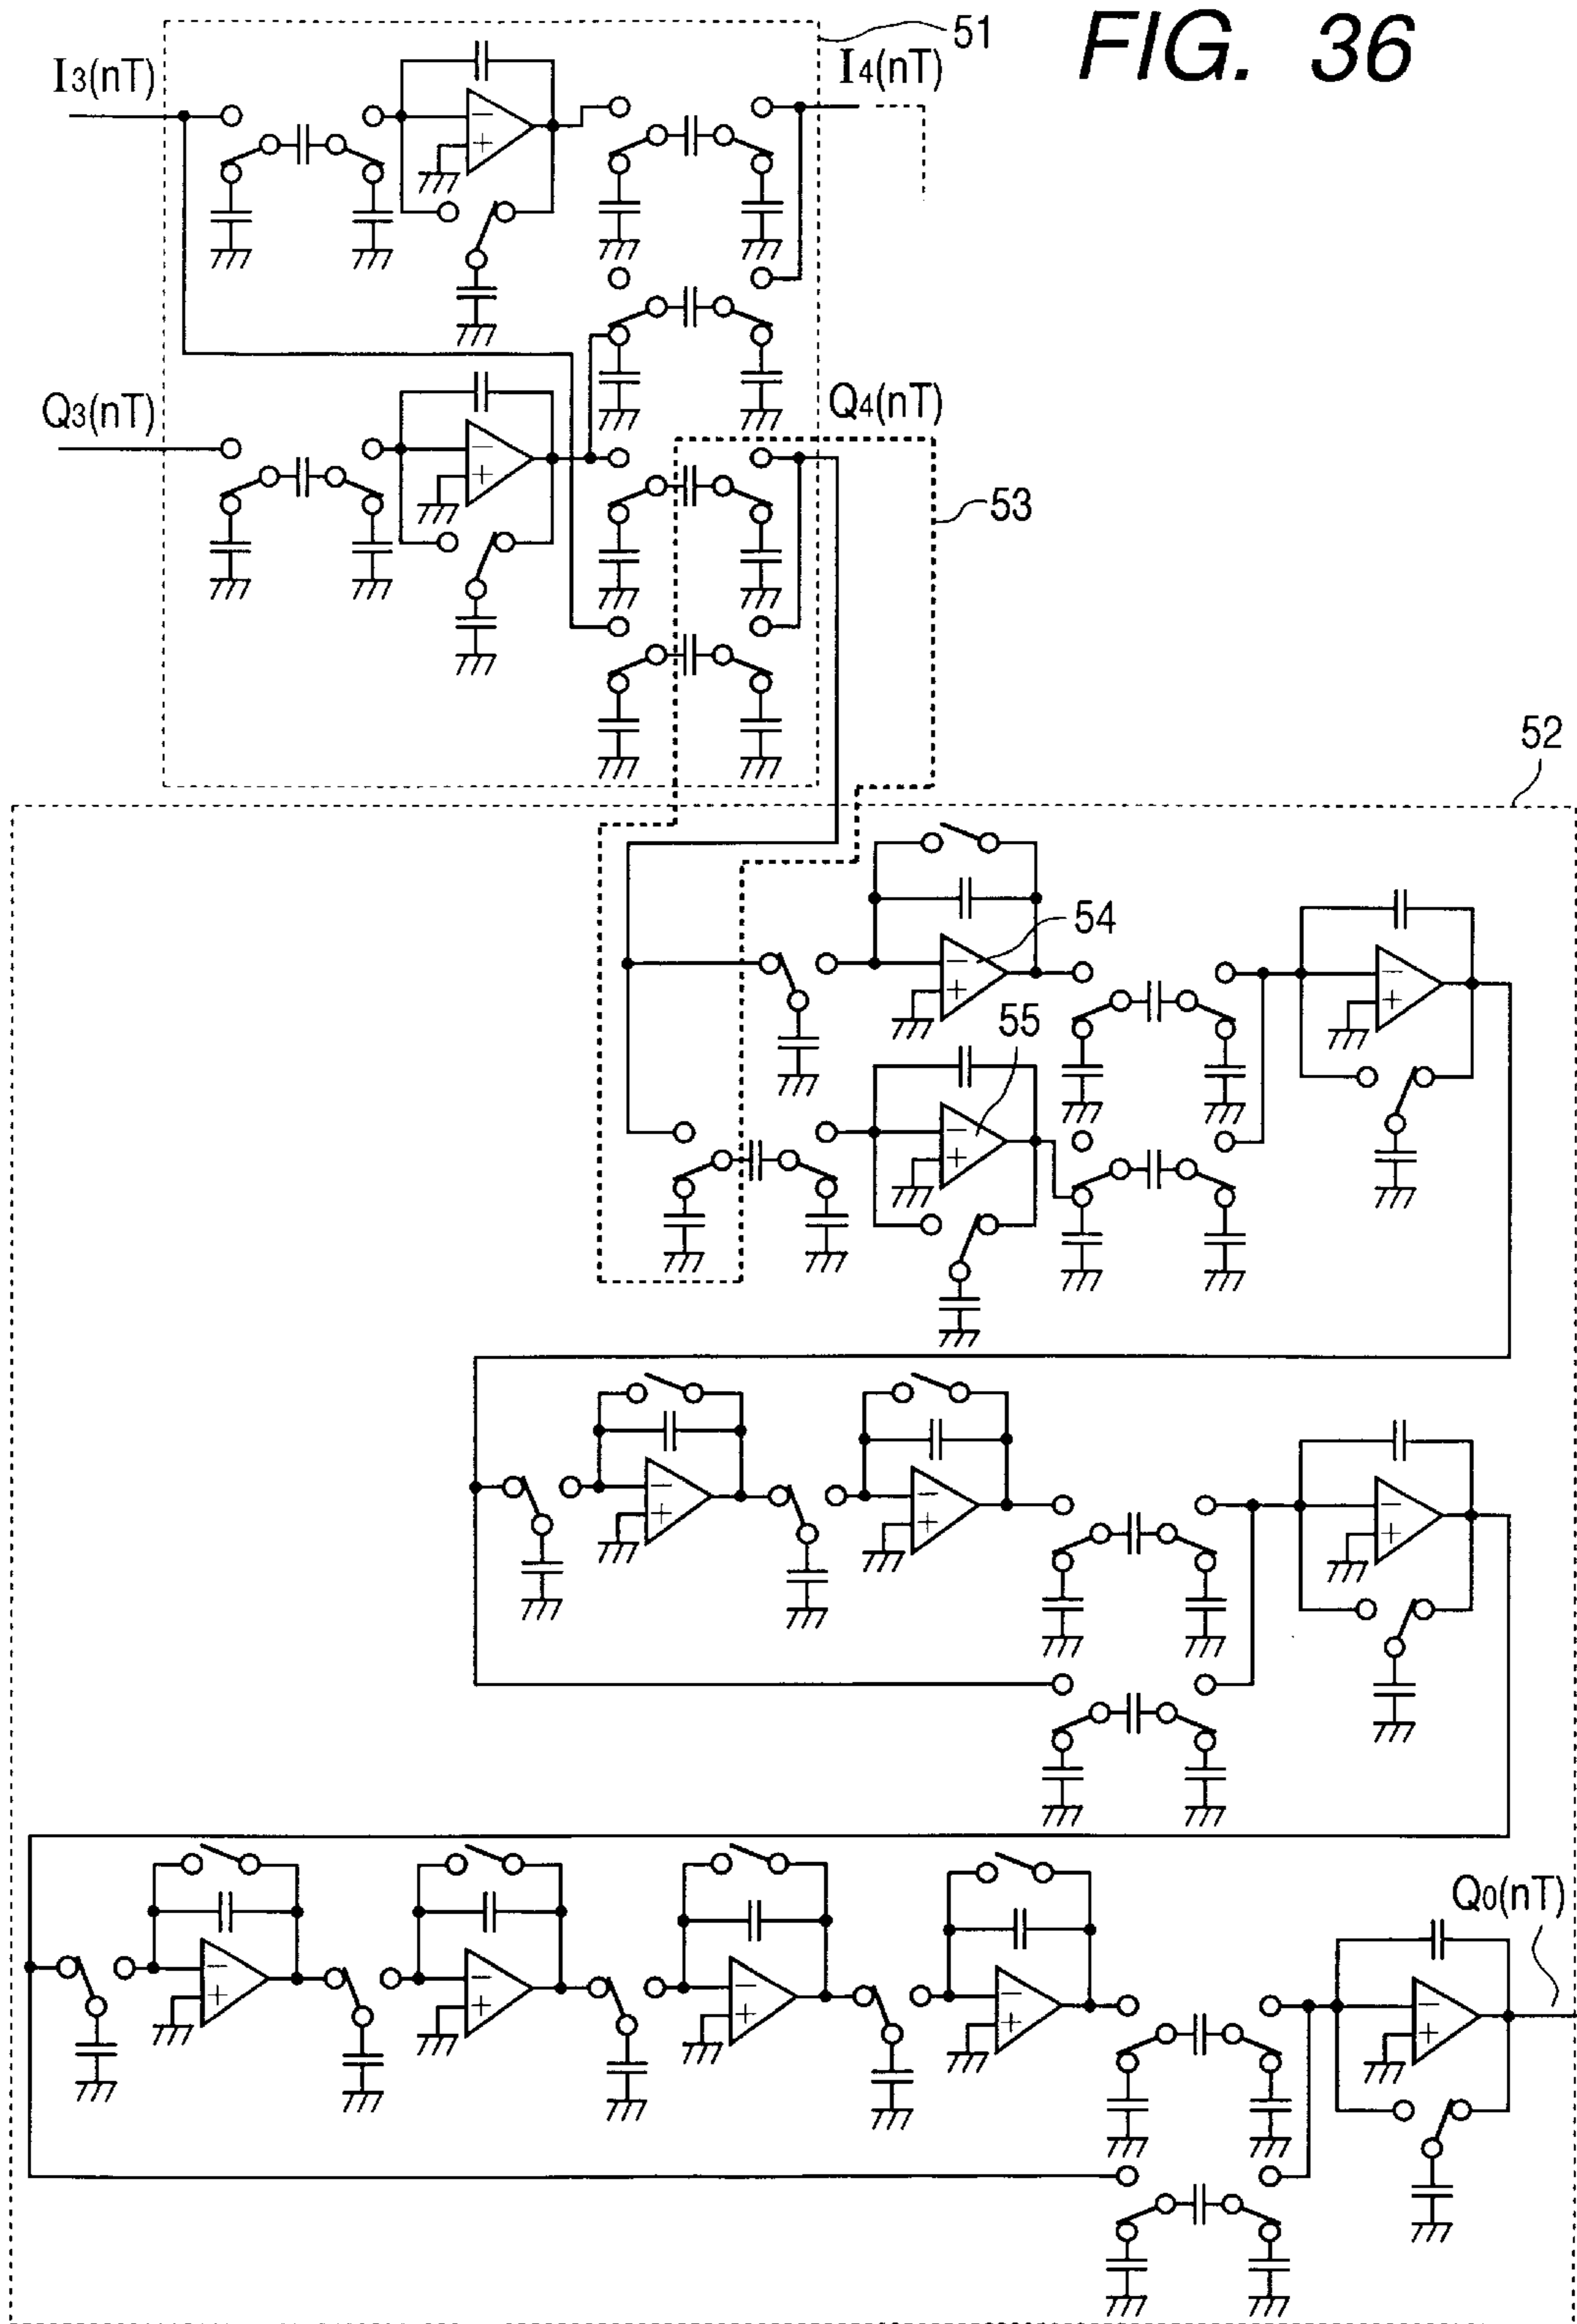 FIG. 36
51
I3(nT)
I4(nT)
Q3(nT)
Q4(nT)
53
52
54
55
Q0(nT)